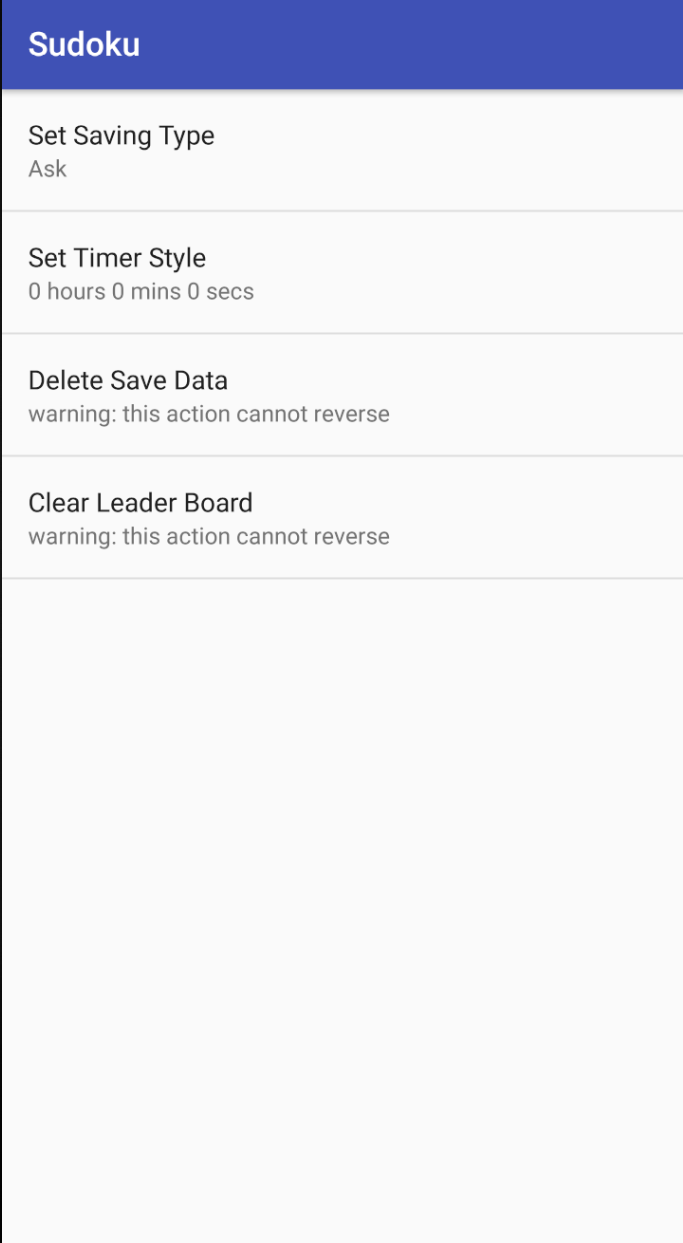 Sudoku
Set Saving Type
Ask
Set Timer Style
0 hours 0 mins 0 secs
Delete Save Data
warning: this action cannot reverse
Clear Leader Board
warning: this action cannot reverse